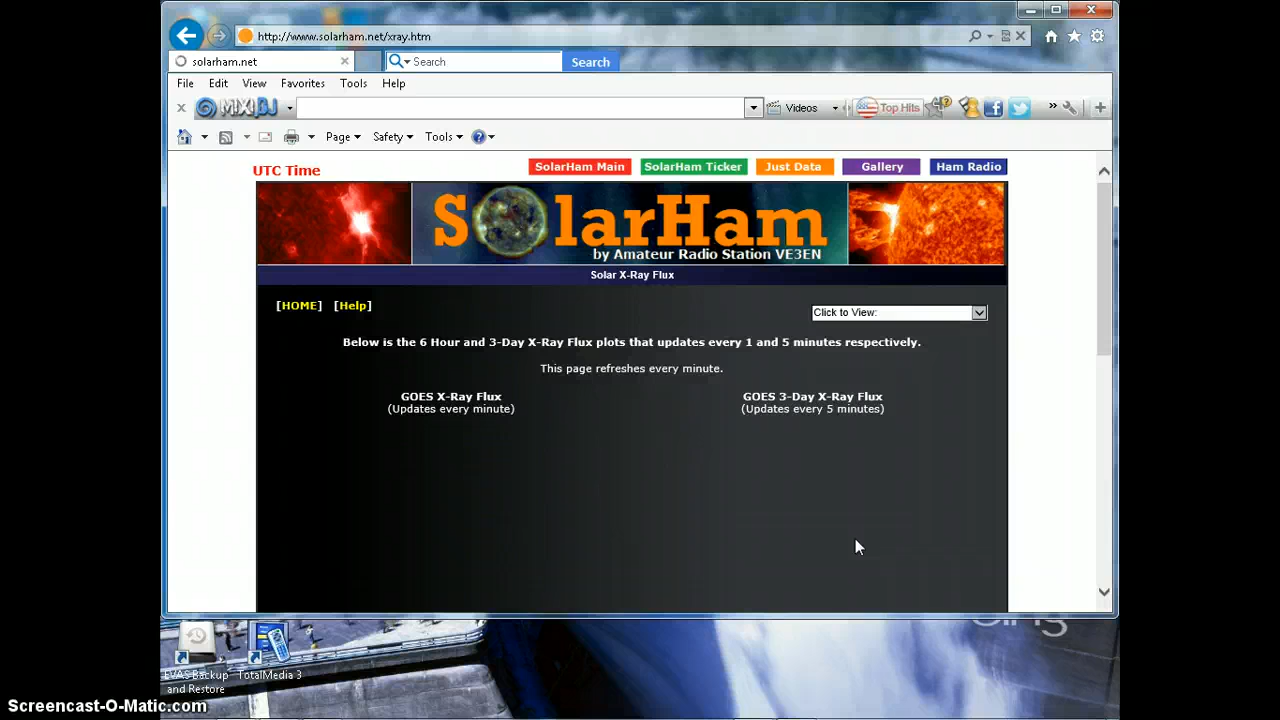 http://www.solarham.net/xray.htm
solarham.net
Search
Search
File Edit View Favorites Tools Help
MiXiDJ
Videos
Top Hits
Page Safety Tools
UTC Time
SolarHam Main
SolarHam Ticker
Just Data
Gallery
Ham Radio
SolarHam
by Amateur Radio Station VE3EN
Solar X-Ray Flux
[HOME] [Help]
Click to View:
Below is the 6 Hour and 3-Day X-Ray Flux plots that updates every 1 and 5 minutes respectively.
This page refreshes every minute.
GOES X-Ray Flux
(Updates every minute)
GOES 3-Day X-Ray Flux
(Updates every 5 minutes)
EVAS Backup
and Restore
TotalMedia 3
Screencast-O-Matic.com